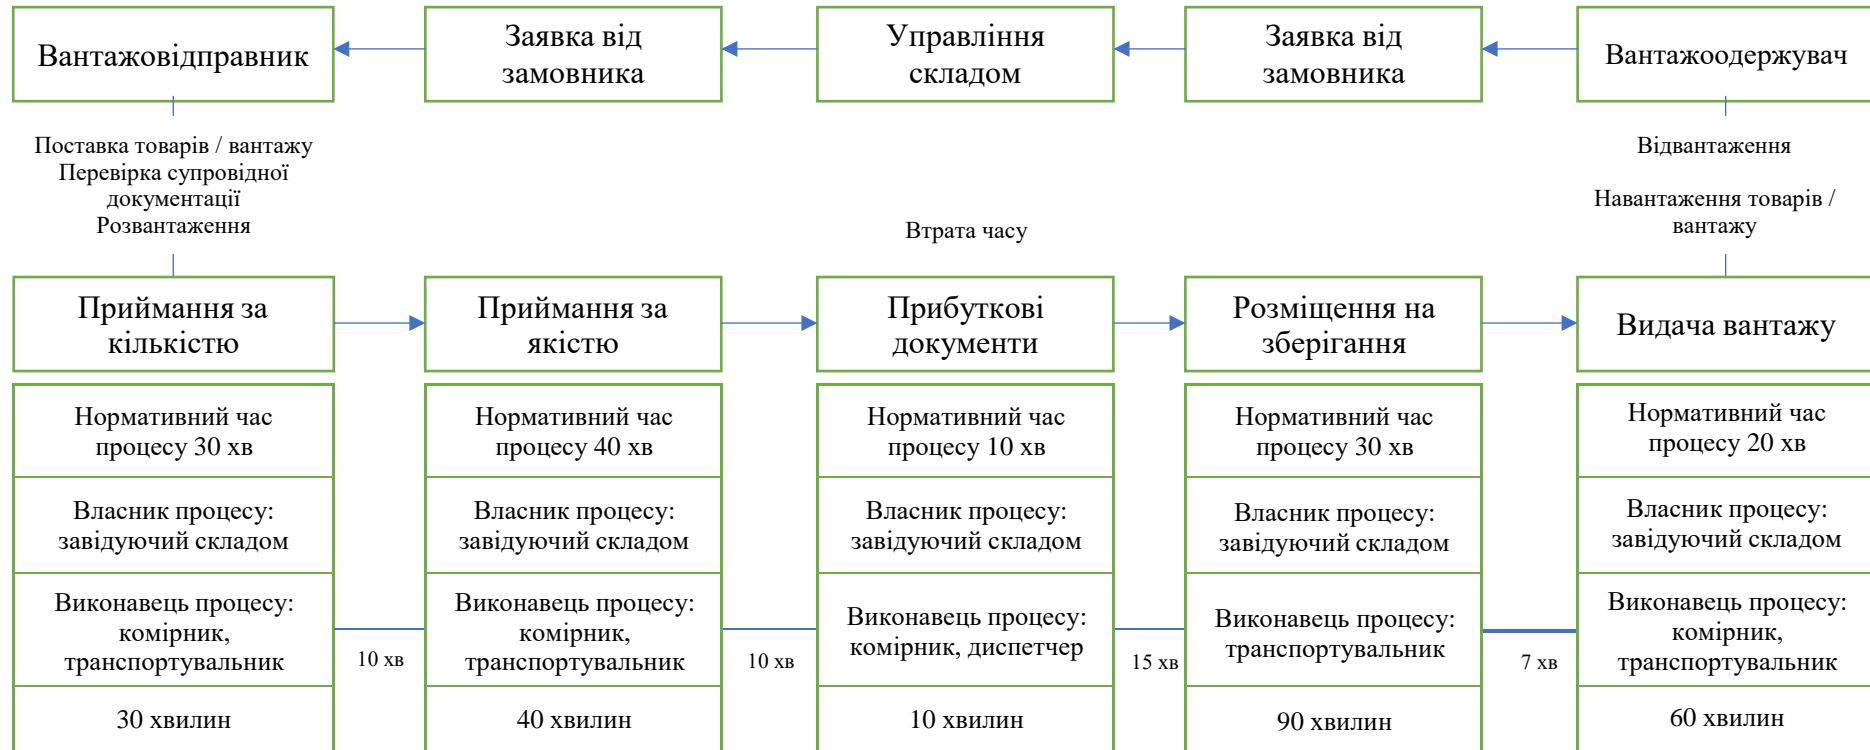 Вантажовідправник
Заявка від
замовника
Управління
складом
Заявка від
замовника
Вантажоодержувач
Поставка товарів / вантажу
Перевірка супровідної
документації
Розвантаження
Втрата часу
Відвантаження
Навантаження товарів /
вантажу
Приймання за
кількістю
Приймання за
якістю
Прибуткові
документи
Розміщення на
зберігання
Видача вантажу
Нормативний час
процесу 30 хв
Нормативний час
процесу 40 хв
Нормативний час
процесу 10 хв
Нормативний час
процесу 30 хв
Нормативний час
процесу 20 хв
Власник процесу:
завідуючий складом
Власник процесу:
завідуючий складом
Власник процесу:
завідуючий складом
Власник процесу:
завідуючий складом
Власник процесу:
завідуючий складом
Виконавець процесу:
комірник,
транспортувальник
10 хв
Виконавець процесу:
комірник,
транспортувальник
10 хв
Виконавець процесу:
комірник, диспетчер
15 хв
Виконавець процесу:
транспортувальник
7 хв
Виконавець процесу:
комірник,
транспортувальник
30 хвилин
40 хвилин
10 хвилин
90 хвилин
60 хвилин